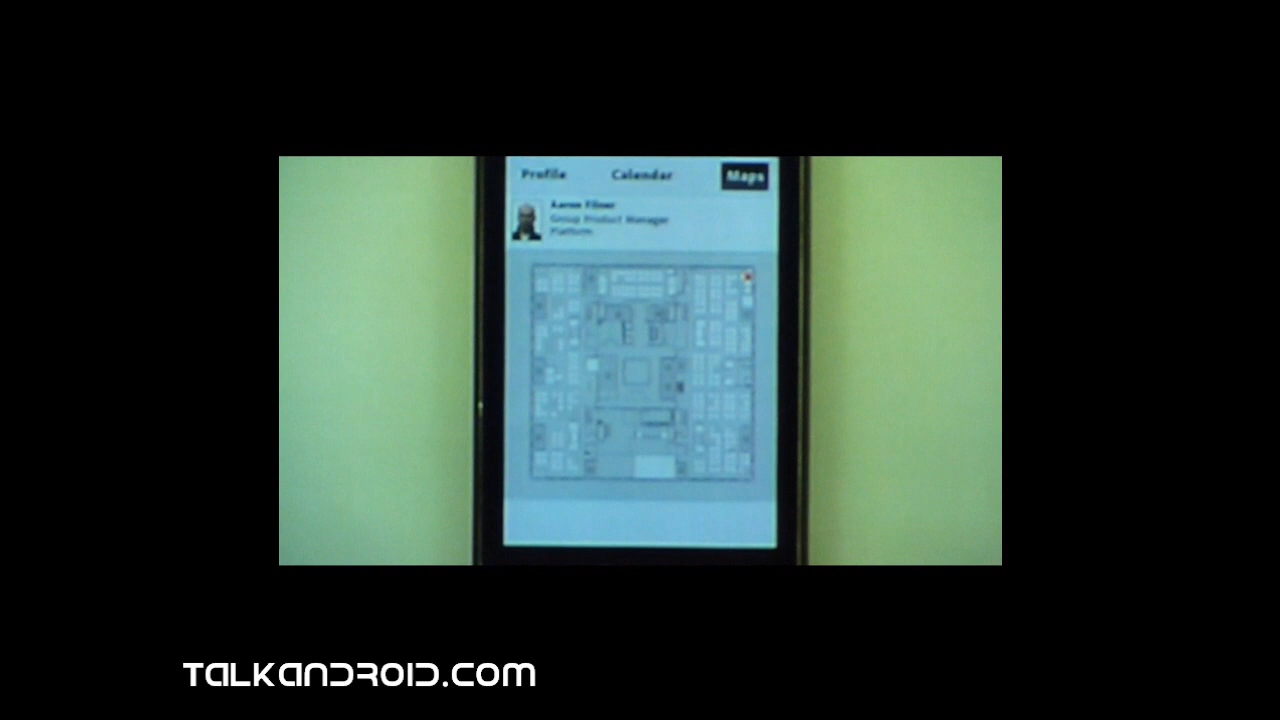 Profile Calendar Maps
Aaron Filner
Group Product Manager
Platform
TALKANDROID.COM